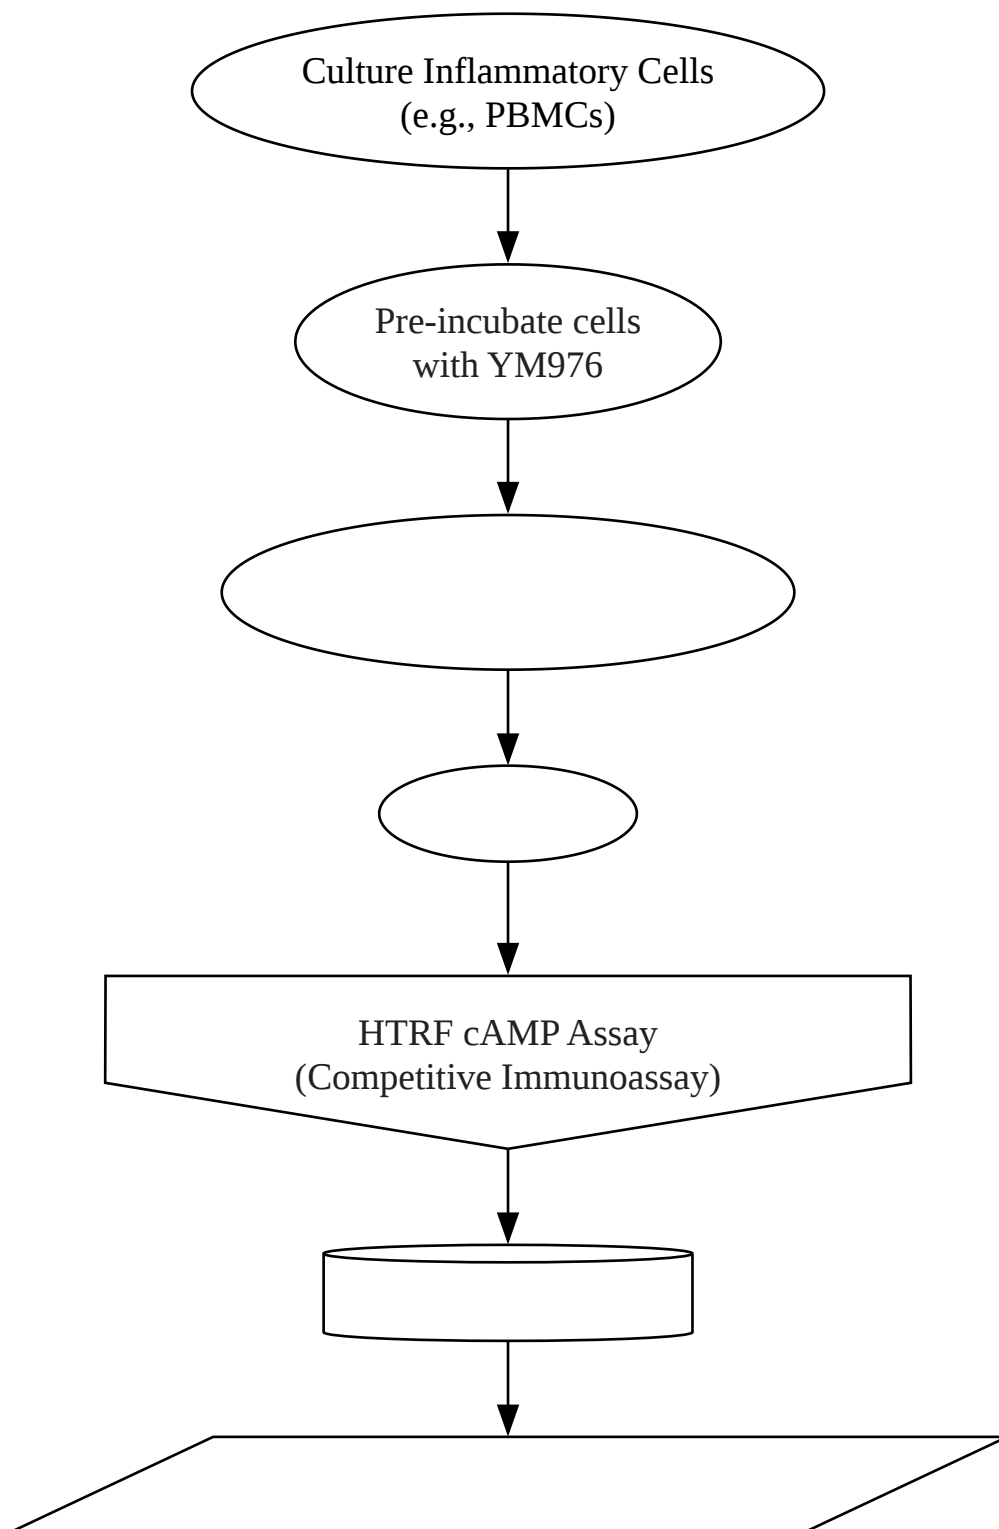 Culture Inflammatory Cells
(e.g., PBMCs)
Pre-incubate cells
with YM976
HTRF cAMP Assay
(Competitive Immunoassay)